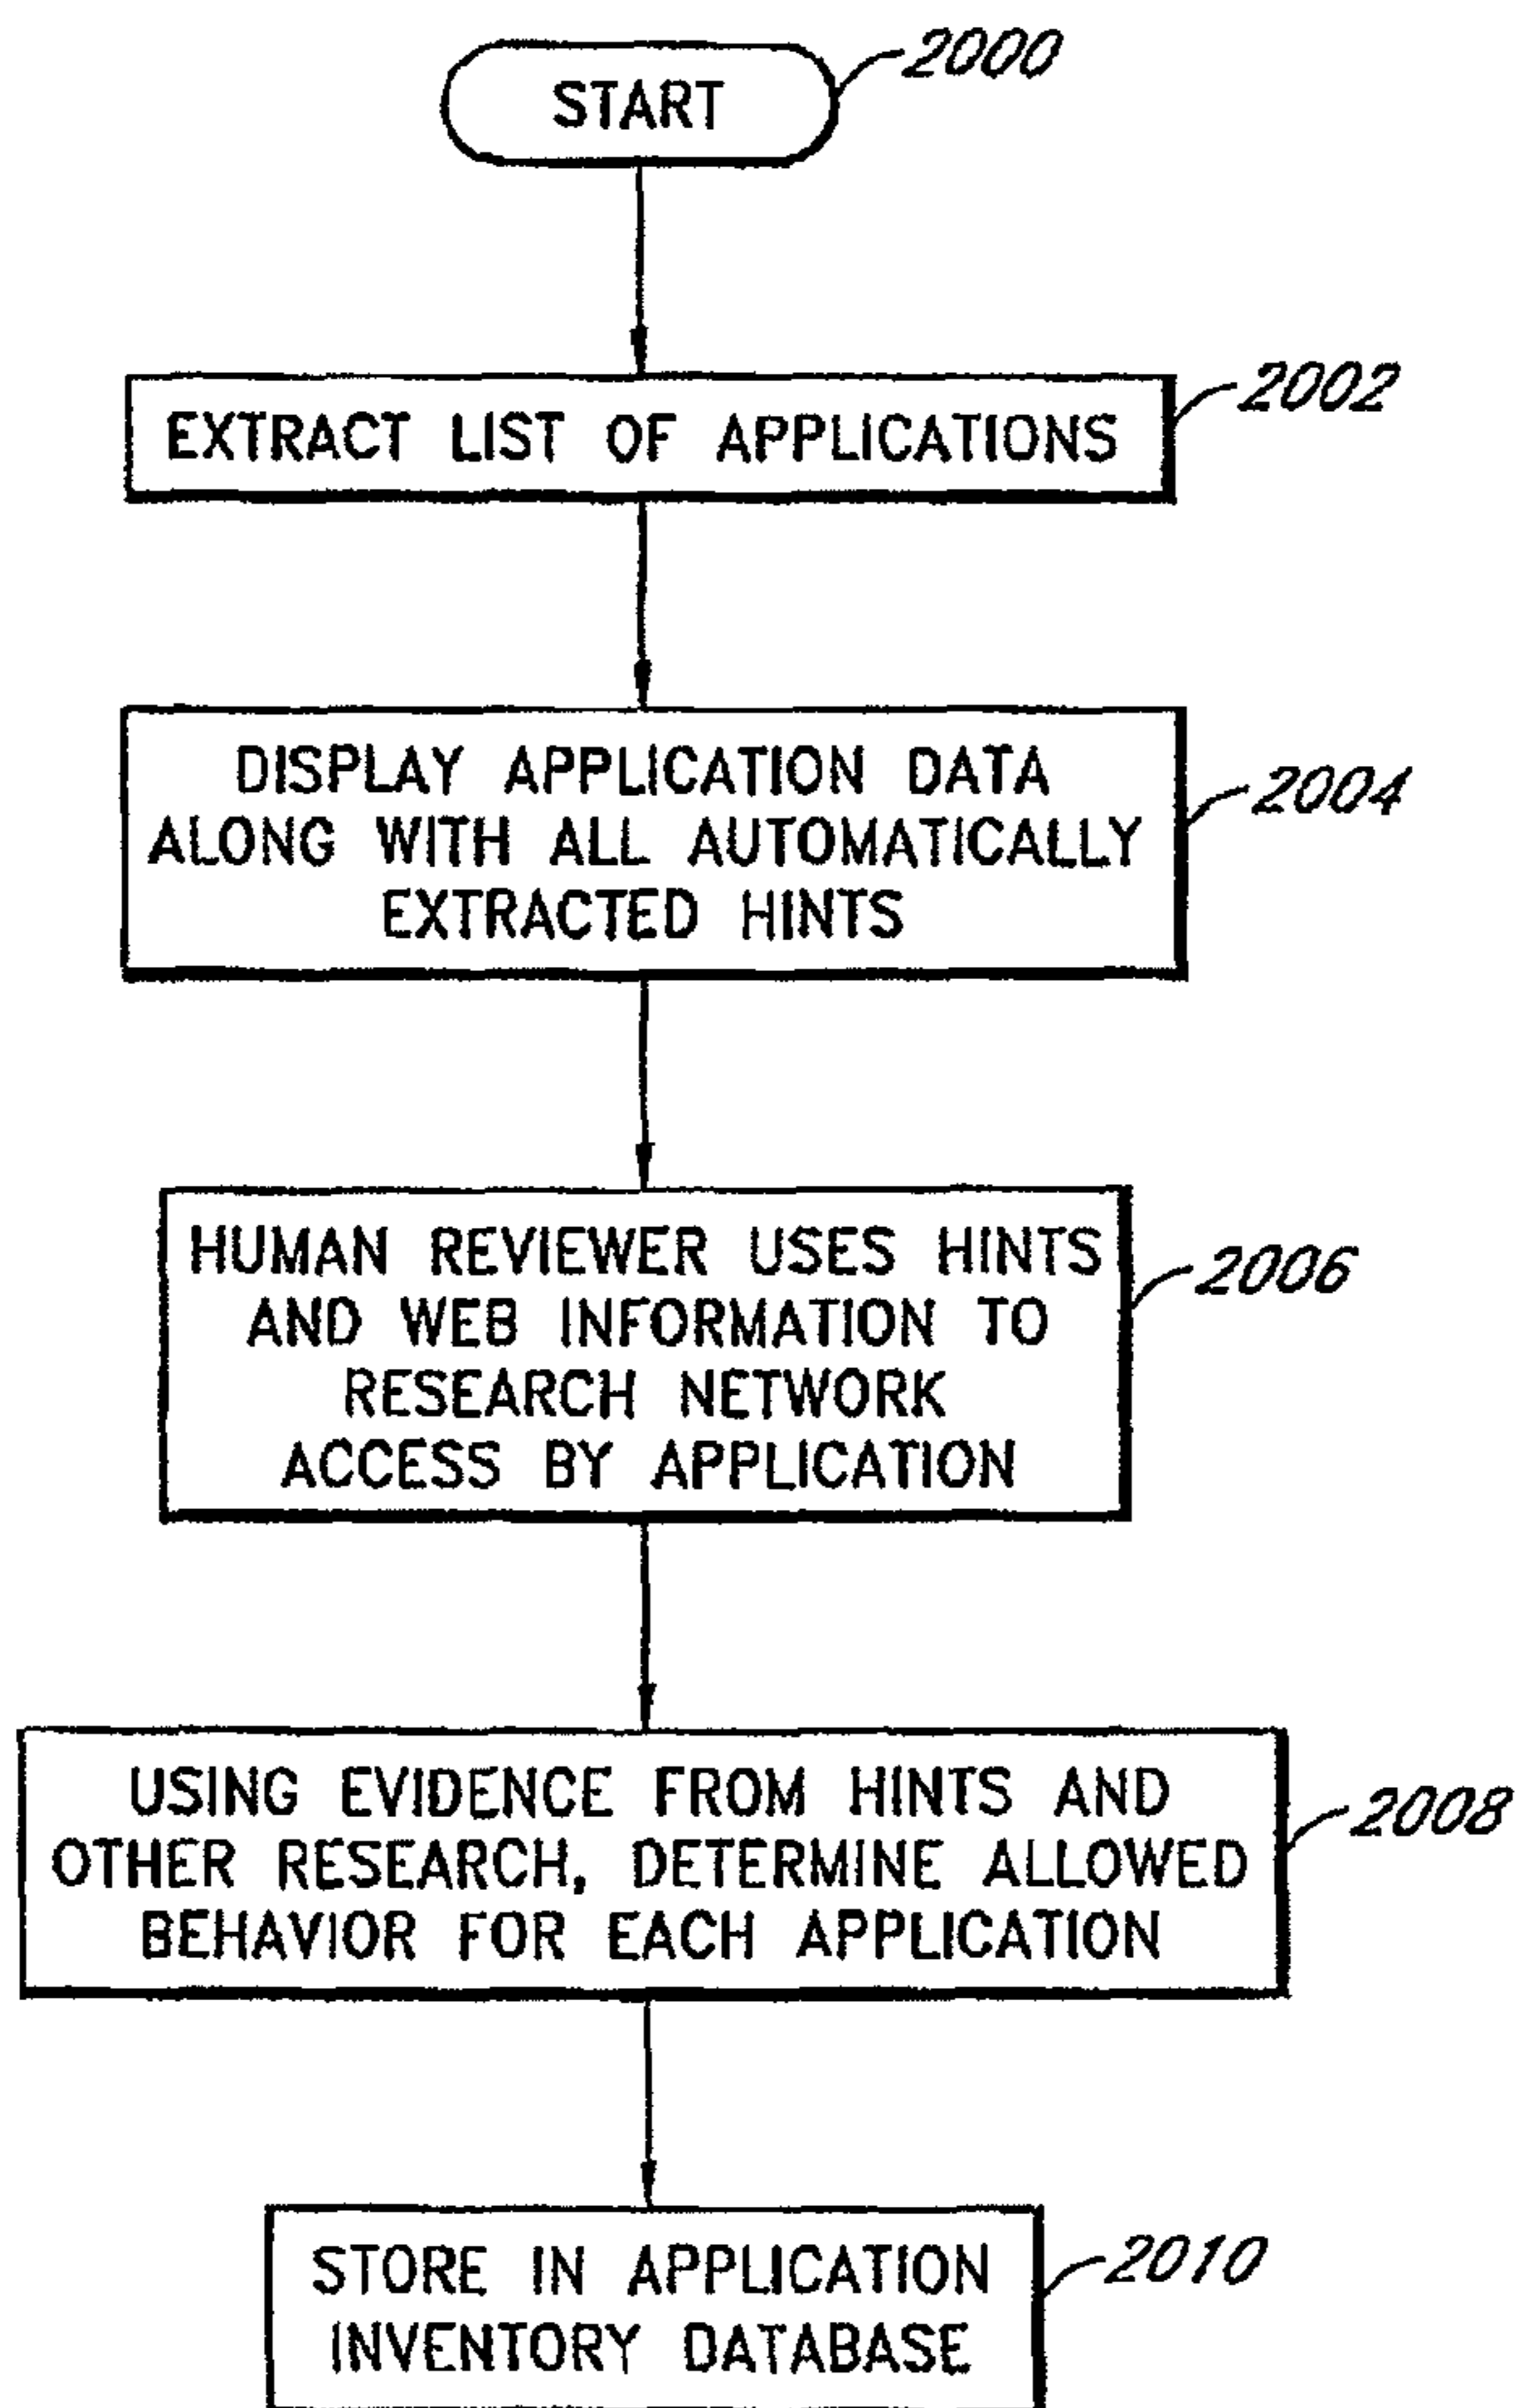 START
2000
EXTRACT LIST OF APPLICATIONS
2002
DISPLAY APPLICATION DATA
ALONG WITH ALL AUTOMATICALLY
EXTRACTED HINTS
2004
HUMAN REVIEWER USES HINTS
AND WEB INFORMATION TO
RESEARCH NETWORK
ACCESS BY APPLICATION
2006
USING EVIDENCE FROM HINTS AND
OTHER RESEARCH, DETERMINE ALLOWED
BEHAVIOR FOR EACH APPLICATION
2008
STORE IN APPLICATION
INVENTORY DATABASE
2010